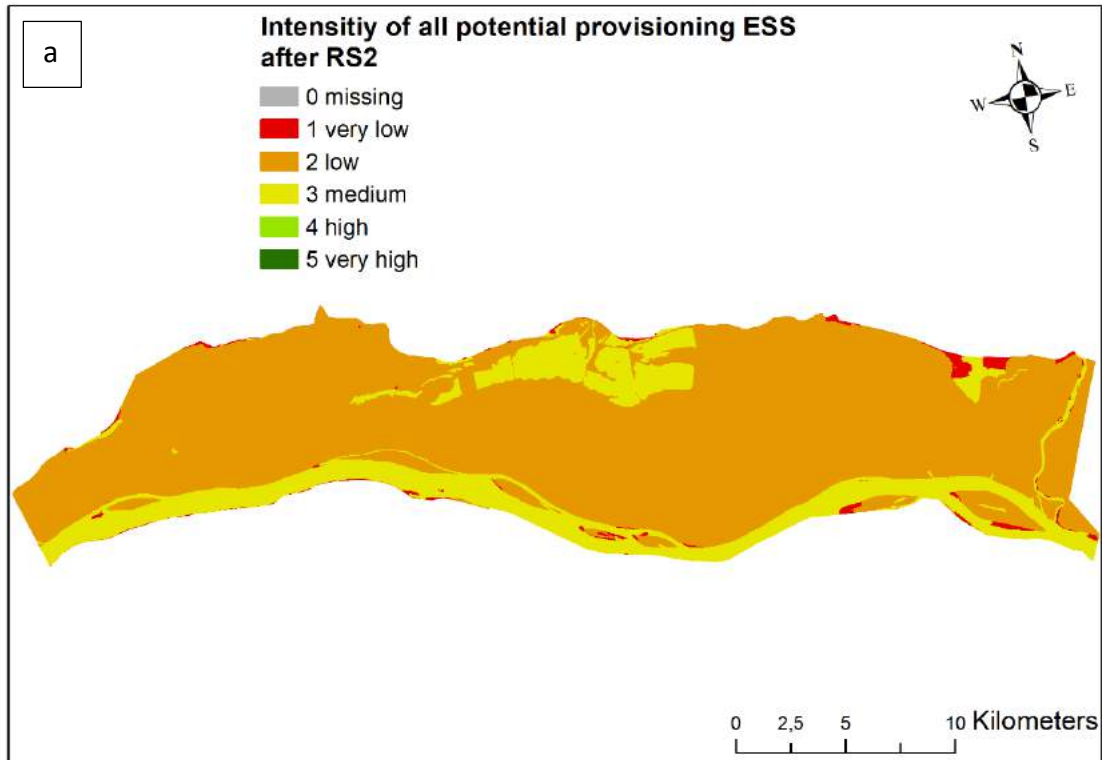 a
Intensitiy of all potential provisioning ESS
after RS2
0 missing
1 very low
2 low
3 medium
4 high
5 very high
N
W
E
S
0 2,5 5 10 Kilometers